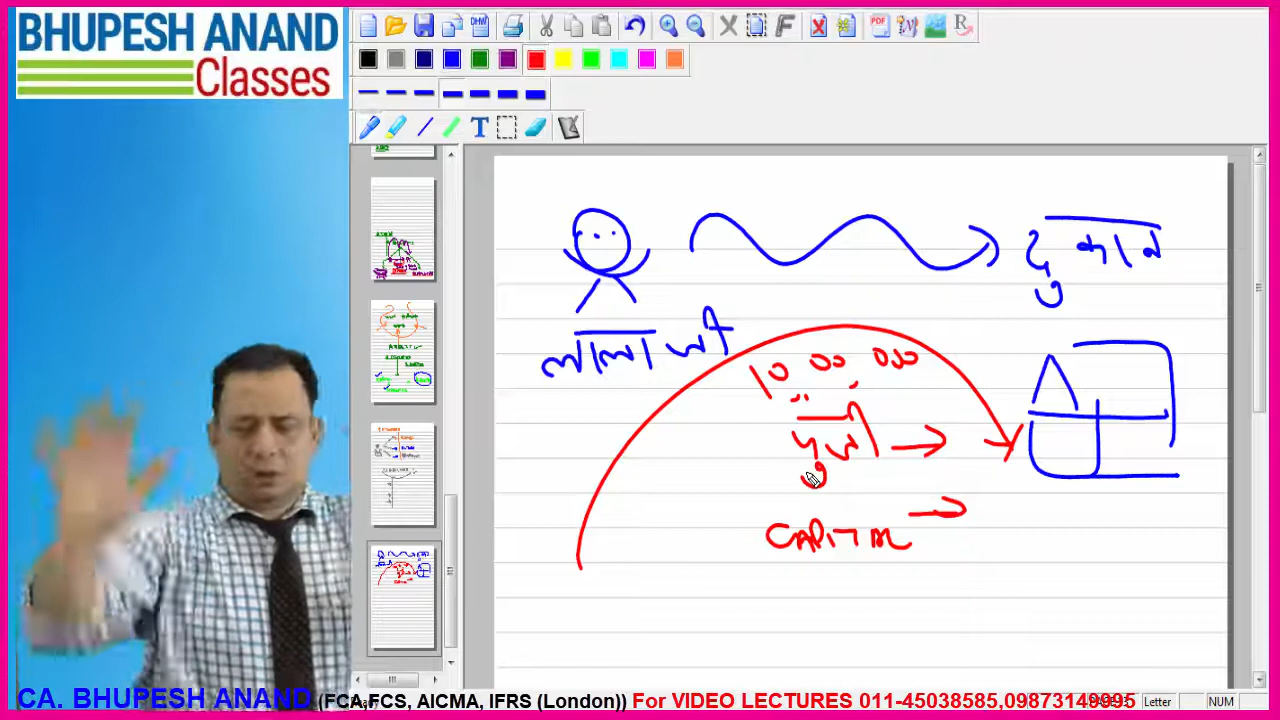 BHUPESH ANAND
Classes
दुकान
लाला जी
10,00,000
पूंजी
CAPITAL
Letter
NUM
CA. BHUPESH ANAND (FCA,FCS, AICMA, IFRS (London)) For VIDEO LECTURES 011-45038585,09873149995